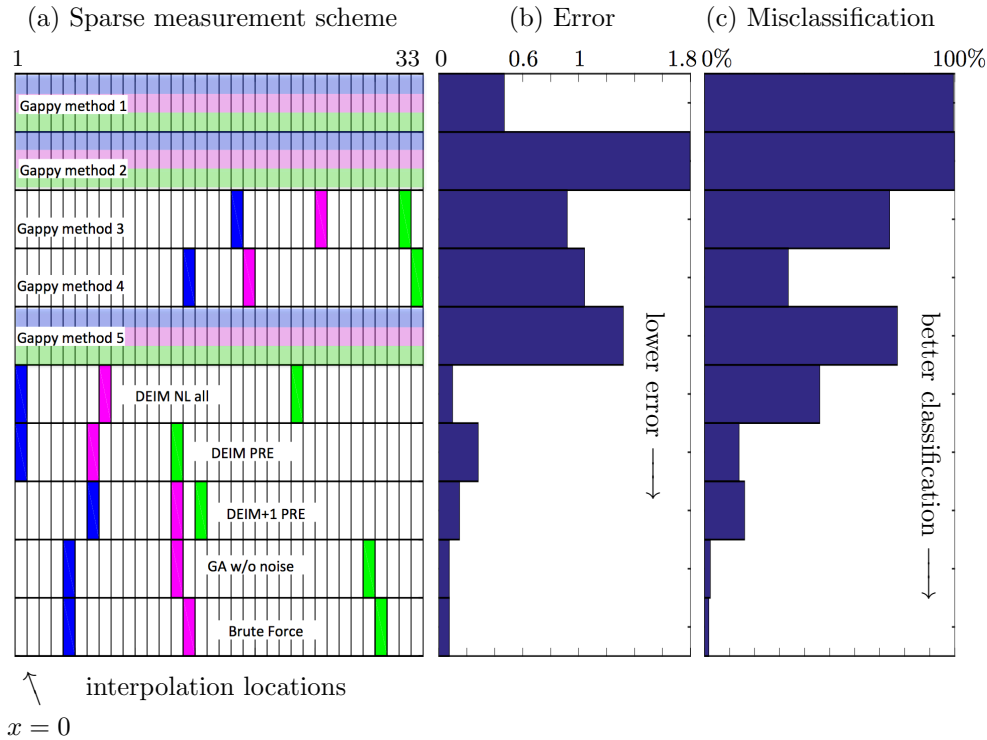 (a) Sparse measurement scheme
(b) Error
(c) Misclassification
1
33
0
0.6
1
1.8
0%
100%
Gappy method 1
Gappy method 2
Gappy method 3
Gappy method 4
Gappy method 5
DEIM NL all
DEIM PRE
DEIM+1 PRE
GA w/o noise
Brute Force
lower error
better classification
interpolation locations
x = 0